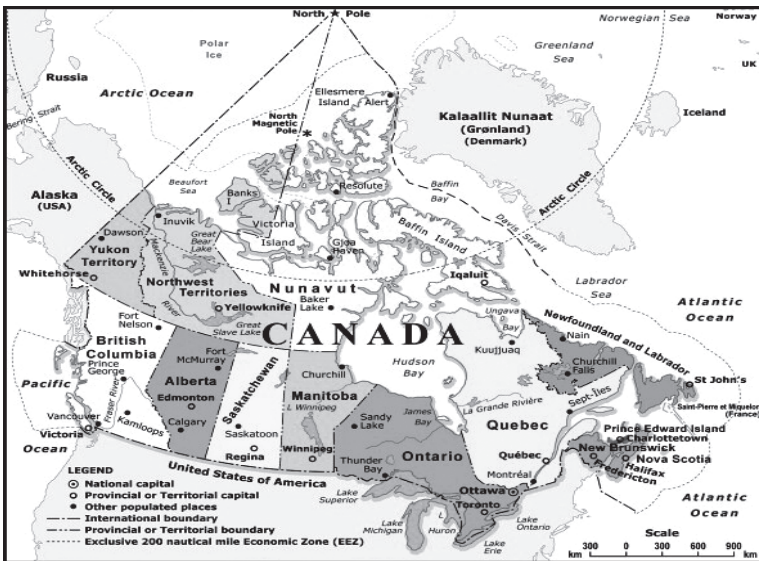 North Pole
Norwegian Sea
Norway
Polar
Ice
Greenland
Sea
UK
Russia
Arctic Ocean
Ellesmere
Island
Alert
North
Magnetic
Pole
Kalaallit Nunaat
(Grønland)
(Denmark)
Iceland
Bering Strait
Arctic Circle
Alaska
(USA)
Beaufort
Sea
Banks
I
Resolute
Baffin
Bay
Arctic Circle
Davis Strait
Inuvik
Victoria
Island
Baffin Island
Dawson
Yukon
Territory
Great
Bear
Lake
Gjoa
Haven
Mackenzie
River
Whitehorse
Northwest
Territories
Nunavut
Iqaluit
Labrador
Sea
Yellowknife
Baker
Lake
Atlantic
Ocean
Fort
Nelson
Great
Slave Lake
CANADA
Ungava
Bay
Newfoundland and Labrador
Nain
British
Columbia
Kuujjuaq
Fort
McMurray
Hudson
Bay
Prince
George
Churchill
Churchill
Falls
St John's
Pacific
Ocean
Alberta
Saskatchewan
Manitoba
Sept-Îles
Saint-Pierre et Miquelon
(France)
Edmonton
L Winnipeg
James
Bay
La Grande Rivière
Fraser River
Sandy
Lake
Prince Edward Island
Charlottetown
Vancouver
Kamloops
Calgary
Saskatoon
Quebec
New Brunswick
Nova Scotia
Victoria
Regina
Winnipeg
Ontario
Québec
Halifax
Fredericton
Thunder
Bay
Montréal
United States of America
LEGEND
National capital
Provincial or Territorial capital
Other populated places
International boundary
Provincial or Territorial boundary
Exclusive 200 nautical mile Economic Zone (EEZ)
Lake
Superior
Ottawa
Toronto
Atlantic
Ocean
Lake
Michigan
L
Huron
Lake
Ontario
Lake
Erie
Scale
km 300 0 300 600 900 km